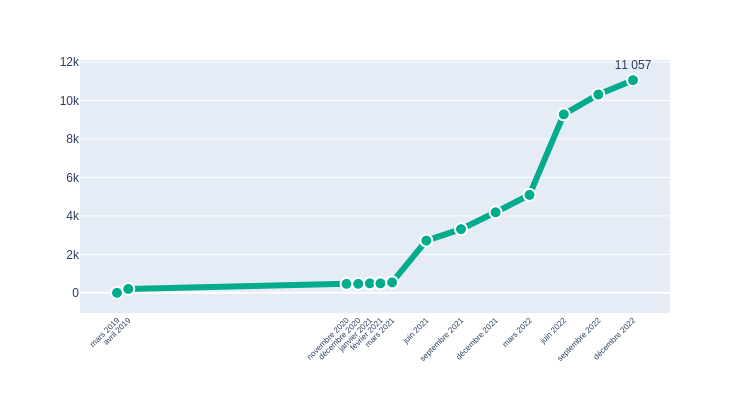 12k
11 057
10k
8k
6k
4k
2k
0
mars 2019
avril 2019
novembre 2020
décembre 2020
janvier 2021
février 2021
mars 2021
juin 2021
septembre 2021
décembre 2021
mars 2022
juin 2022
septembre 2022
décembre 2022